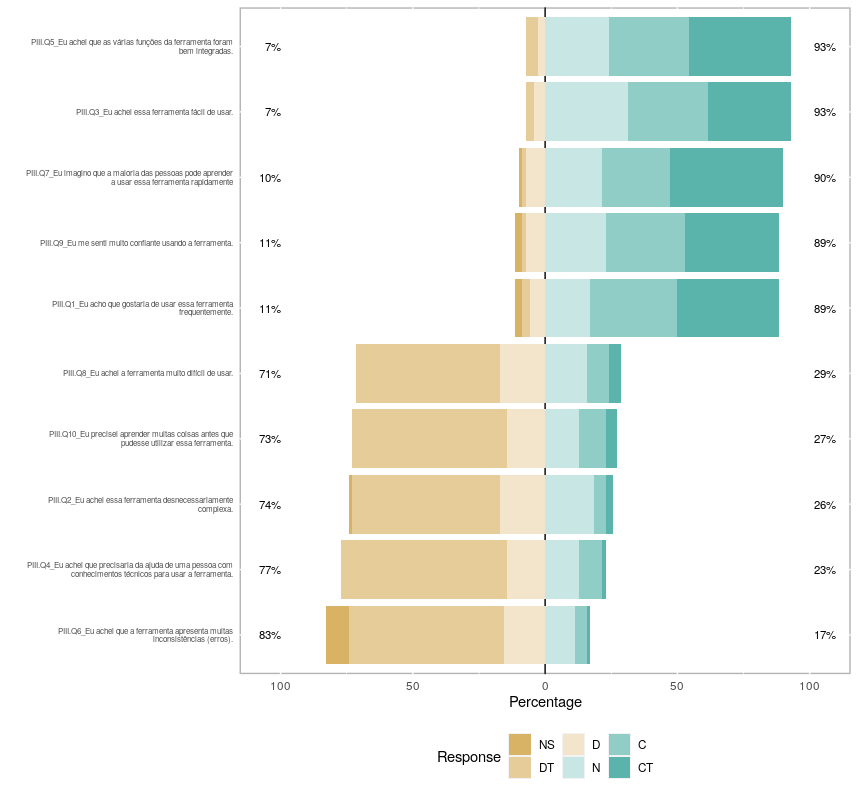 PIII.Q5_Eu achei que as várias funções da ferramenta foram
bem integradas.
7%
93%
PIII.Q3_Eu achei essa ferramenta fácil de usar.
7%
93%
PIII.Q7_Eu imagino que a maioria das pessoas pode aprender
a usar essa ferramenta rapidamente
10%
90%
PIII.Q9_Eu me senti muito confiante usando a ferramenta.
11%
89%
PIII.Q1_Eu acho que gostaria de usar essa ferramenta
frequentemente.
11%
89%
PIII.Q8_Eu achei a ferramenta muito difícil de usar.
71%
29%
PIII.Q10_Eu precisei aprender muitas coisas antes que
pudesse utilizar essa ferramenta.
73%
27%
PIII.Q2_Eu achei essa ferramenta desnecessariamente
complexa.
74%
26%
PIII.Q4_Eu achei que precisaria da ajuda de uma pessoa com
conhecimentos técnicos para usar a ferramenta.
77%
23%
PIII.Q6_Eu achei que a ferramenta apresenta muitas
inconsistências (erros).
83%
17%
100 50 0 50 100
Percentage
Response
NS D C
DT N CT